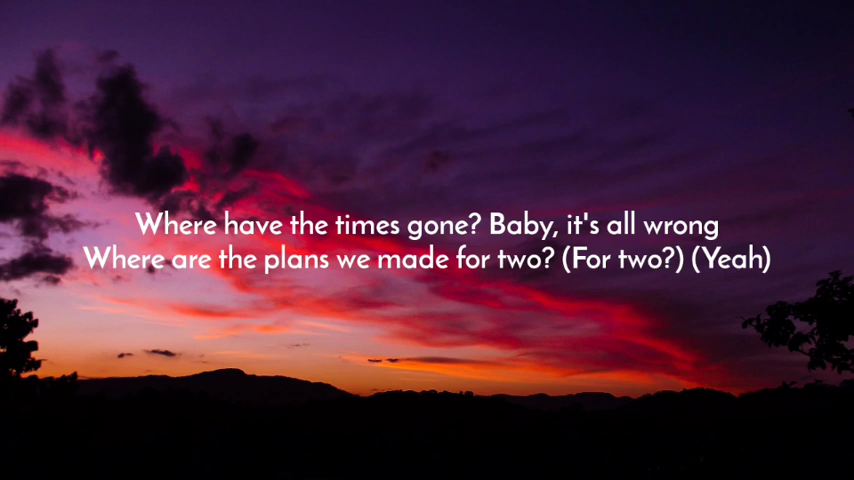 Where have the times gone? Baby, it's all wrong
Where are the plans we made for two? (For two?) (Yeah)